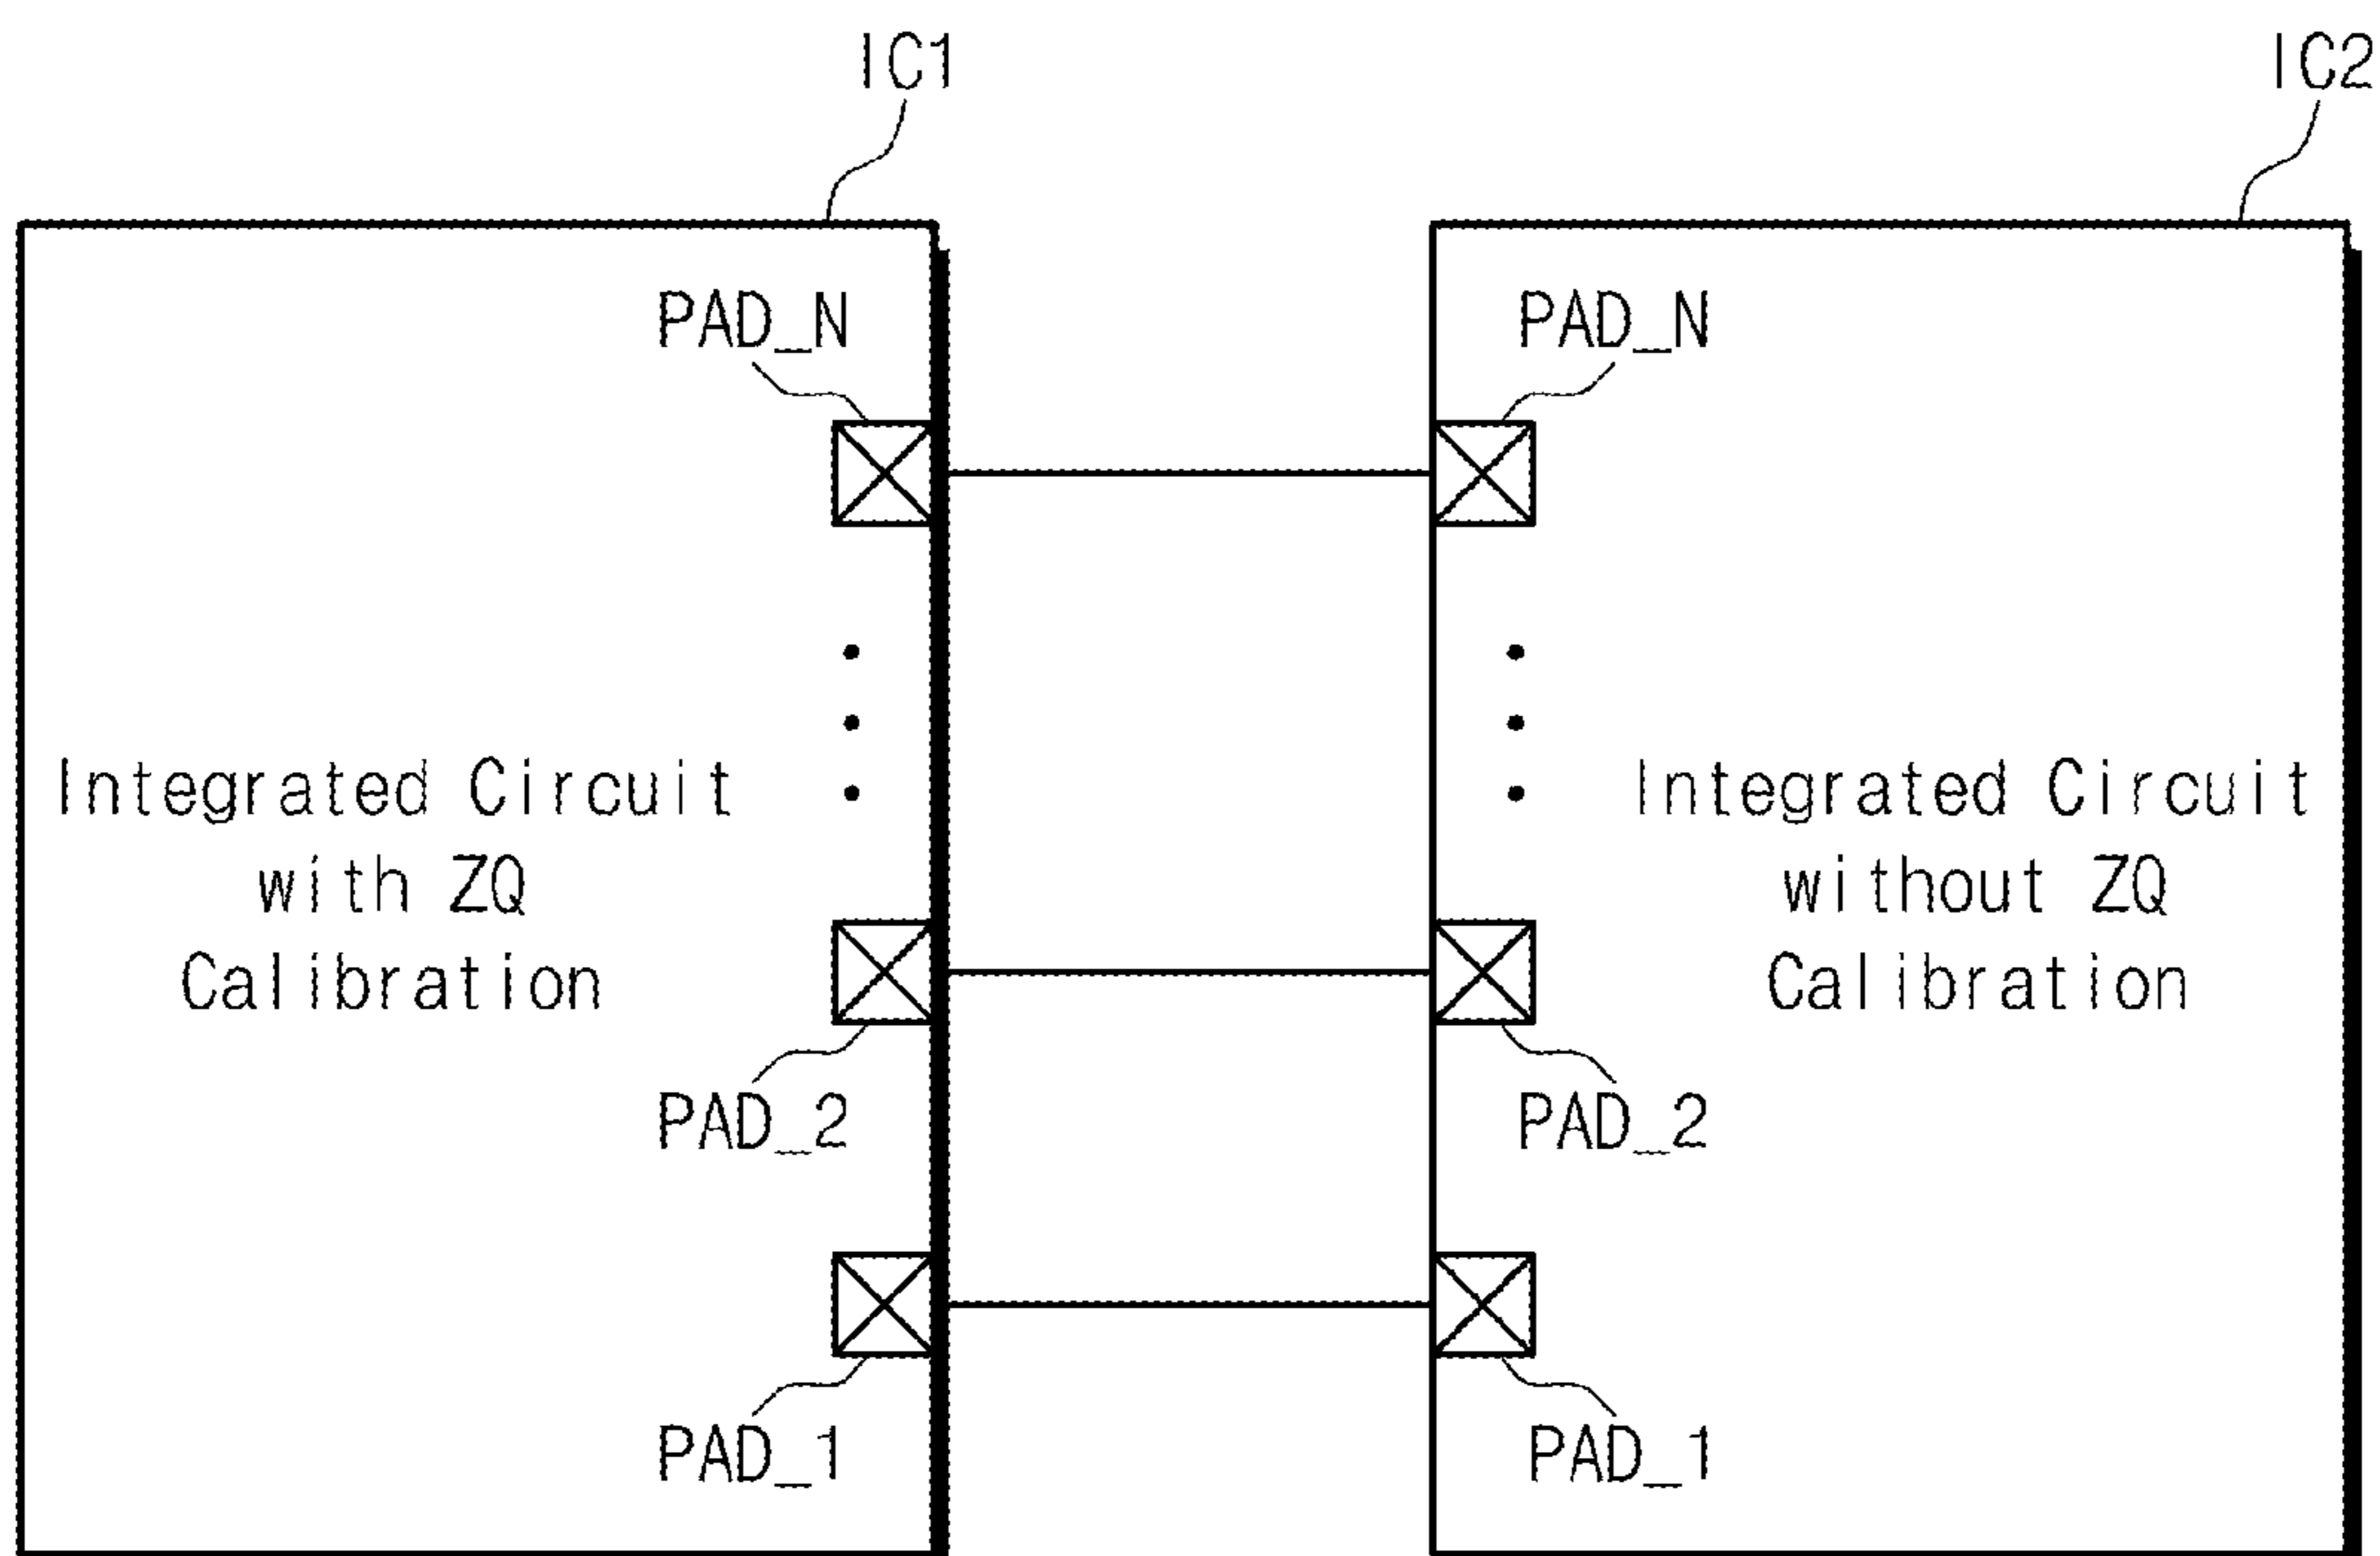 IC1
IC2
PAD_N
PAD_N
Integrated Circuit
with ZQ
Calibration
Integrated Circuit
without ZQ
Calibration
PAD_2
PAD_2
PAD_1
PAD_1